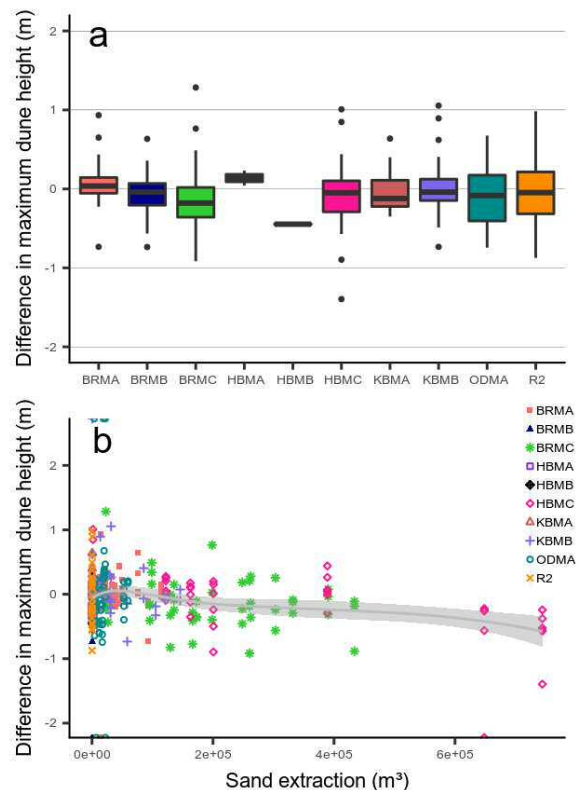 a
Difference in maximum dune height (m)
2
1
0
-1
-2
BRMA BRMB BRMC HBMA HBMB HBMC KBMA KBMB ODMA R2
b
Difference in maximum dune height (m)
2
1
0
-1
-2
0e+00 2e+05 4e+05 6e+05
Sand extraction (m³)
BRMA
BRMB
BRMC
HBMA
HBMB
HBMC
KBMA
KBMB
ODMA
R2